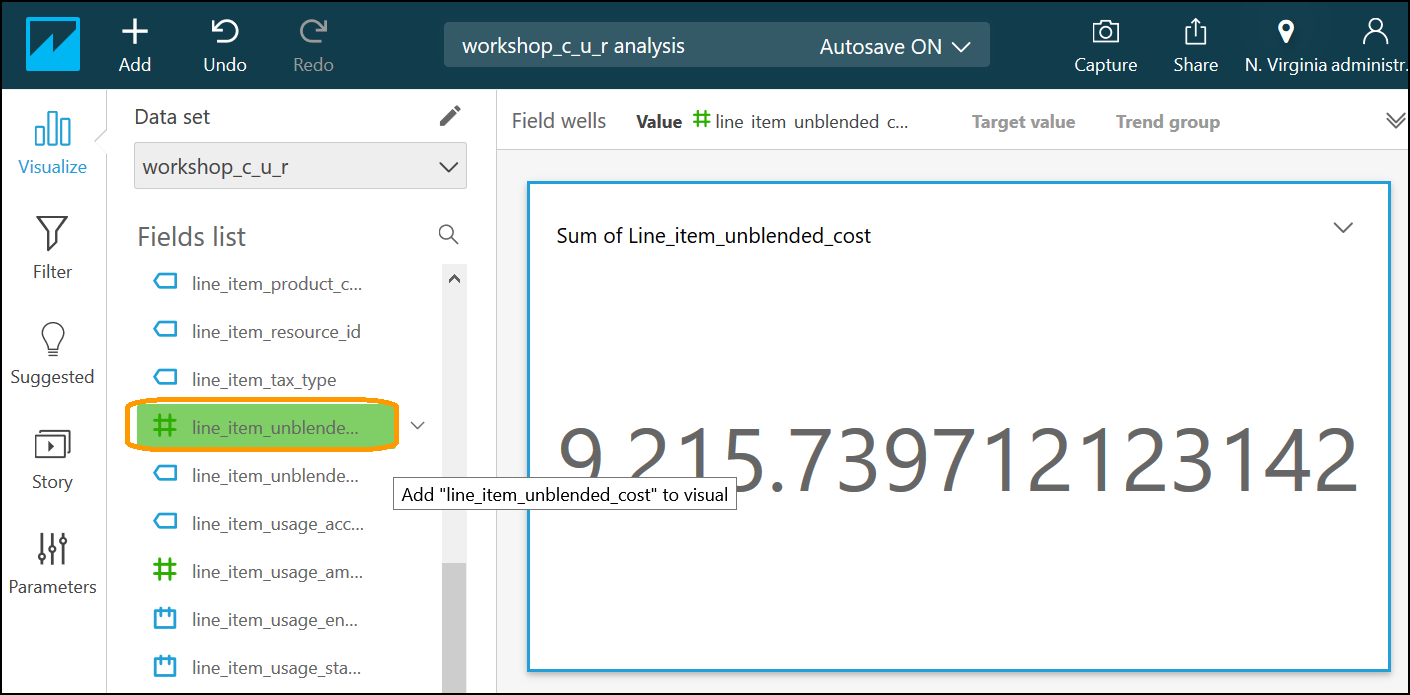 Add
Undo
Redo
workshop_c_u_r analysis
Autosave ON
Capture
Share
N. Virginia
administr.
Visualize
Filter
Suggested
Story
Parameters
Data set
workshop_c_u_r
Fields list
line_item_product_c...
line_item_resource_id
line_item_tax_type
line_item_unblende...
line_item_unblende...
line_item_usage_acc...
line_item_usage_am...
line_item_usage_en...
line_item_usage_sta...
Field wells
Value line item unblended c...
Target value
Trend group
Sum of Line_item_unblended_cost
9,215.739712123142
Add "line_item_unblended_cost" to visual